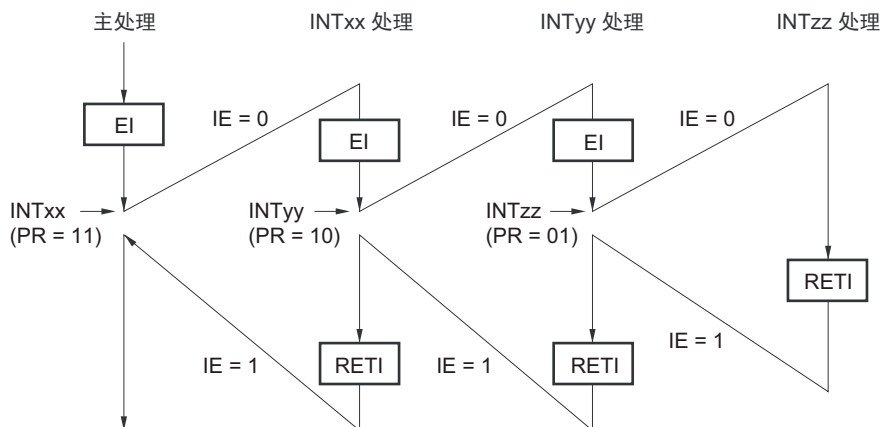 主处理
INTxx 处理
INTyy 处理
INTzz 处理
EI
IE = 0
EI
IE = 0
EI
IE = 0
INTxx
(PR = 11)
INTyy
(PR = 10)
INTzz
(PR = 01)
RETI
IE = 1
RETI
IE = 1
RETI
IE = 1